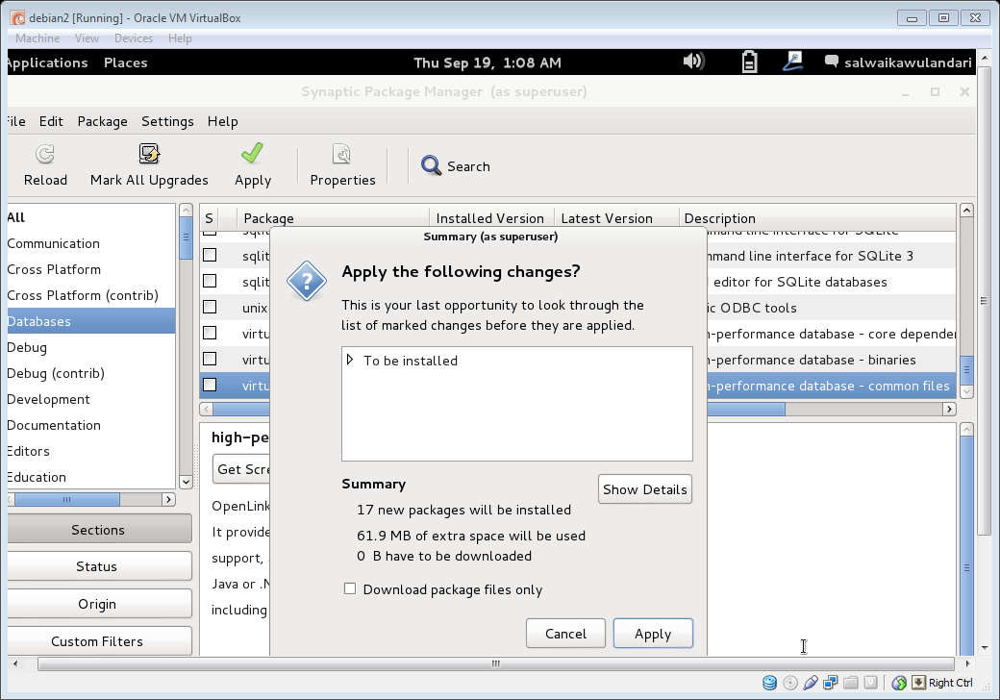 debian2 [Running] - Oracle VM VirtualBox
Machine View Devices Help
Applications Places Thu Sep 19, 1:08 AM salwaikawulandari
Synaptic Package Manager (as superuser)
File Edit Package Settings Help
Reload Mark All Upgrades Apply Properties Search
S Package Installed Version Latest Version Description
All
Communication
Cross Platform
Cross Platform (contrib)
Databases
Debug
Debug (contrib)
Development
Documentation
Editors
Education
Sections
Status
Origin
Custom Filters
sqlit mmand line interface for SQLite
sqlit mmand line interface for SQLite 3
sqlit editor for SQLite databases
unix ic ODBC tools
virtu h-performance database - core depender
virtu h-performance database - binaries
virtu h-performance database - common files
high-pe
Get Scre
OpenLink
It provide
support,
Java or .N
including
Summary (as superuser)
Apply the following changes?
This is your last opportunity to look through the
list of marked changes before they are applied.
To be installed
Summary
Show Details
17 new packages will be installed
61.9 MB of extra space will be used
0 B have to be downloaded
Download package files only
Cancel Apply
Right Ctrl